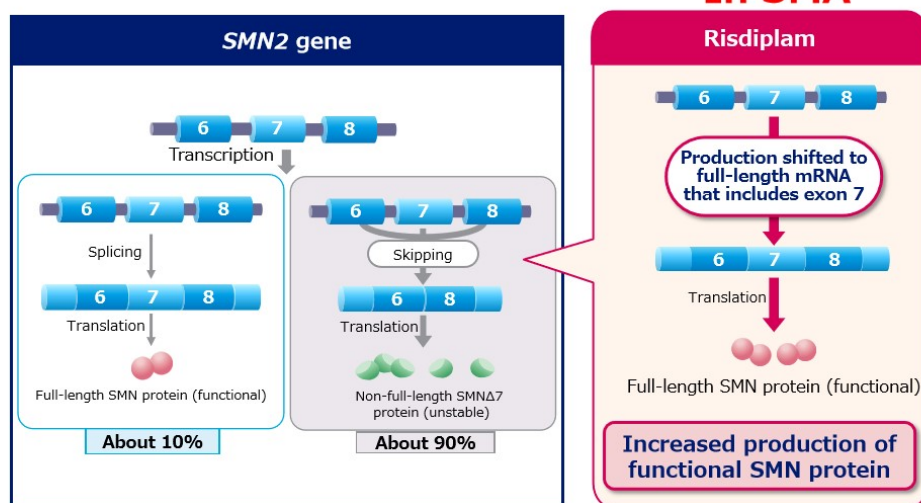 SMN2 gene
6 7 8
Transcription
6 7 8
Splicing
6 7 8
Translation
Full-length SMN protein (functional)
About 10%
6 7 8
Skipping
6 8
Translation
Non-full-length SMNΔ7
protein (unstable)
About 90%
Risdiplam
6 7 8
Production shifted to
full-length mRNA
that includes exon 7
6 7 8
Translation
Full-length SMN protein (functional)
Increased production of
functional SMN protein